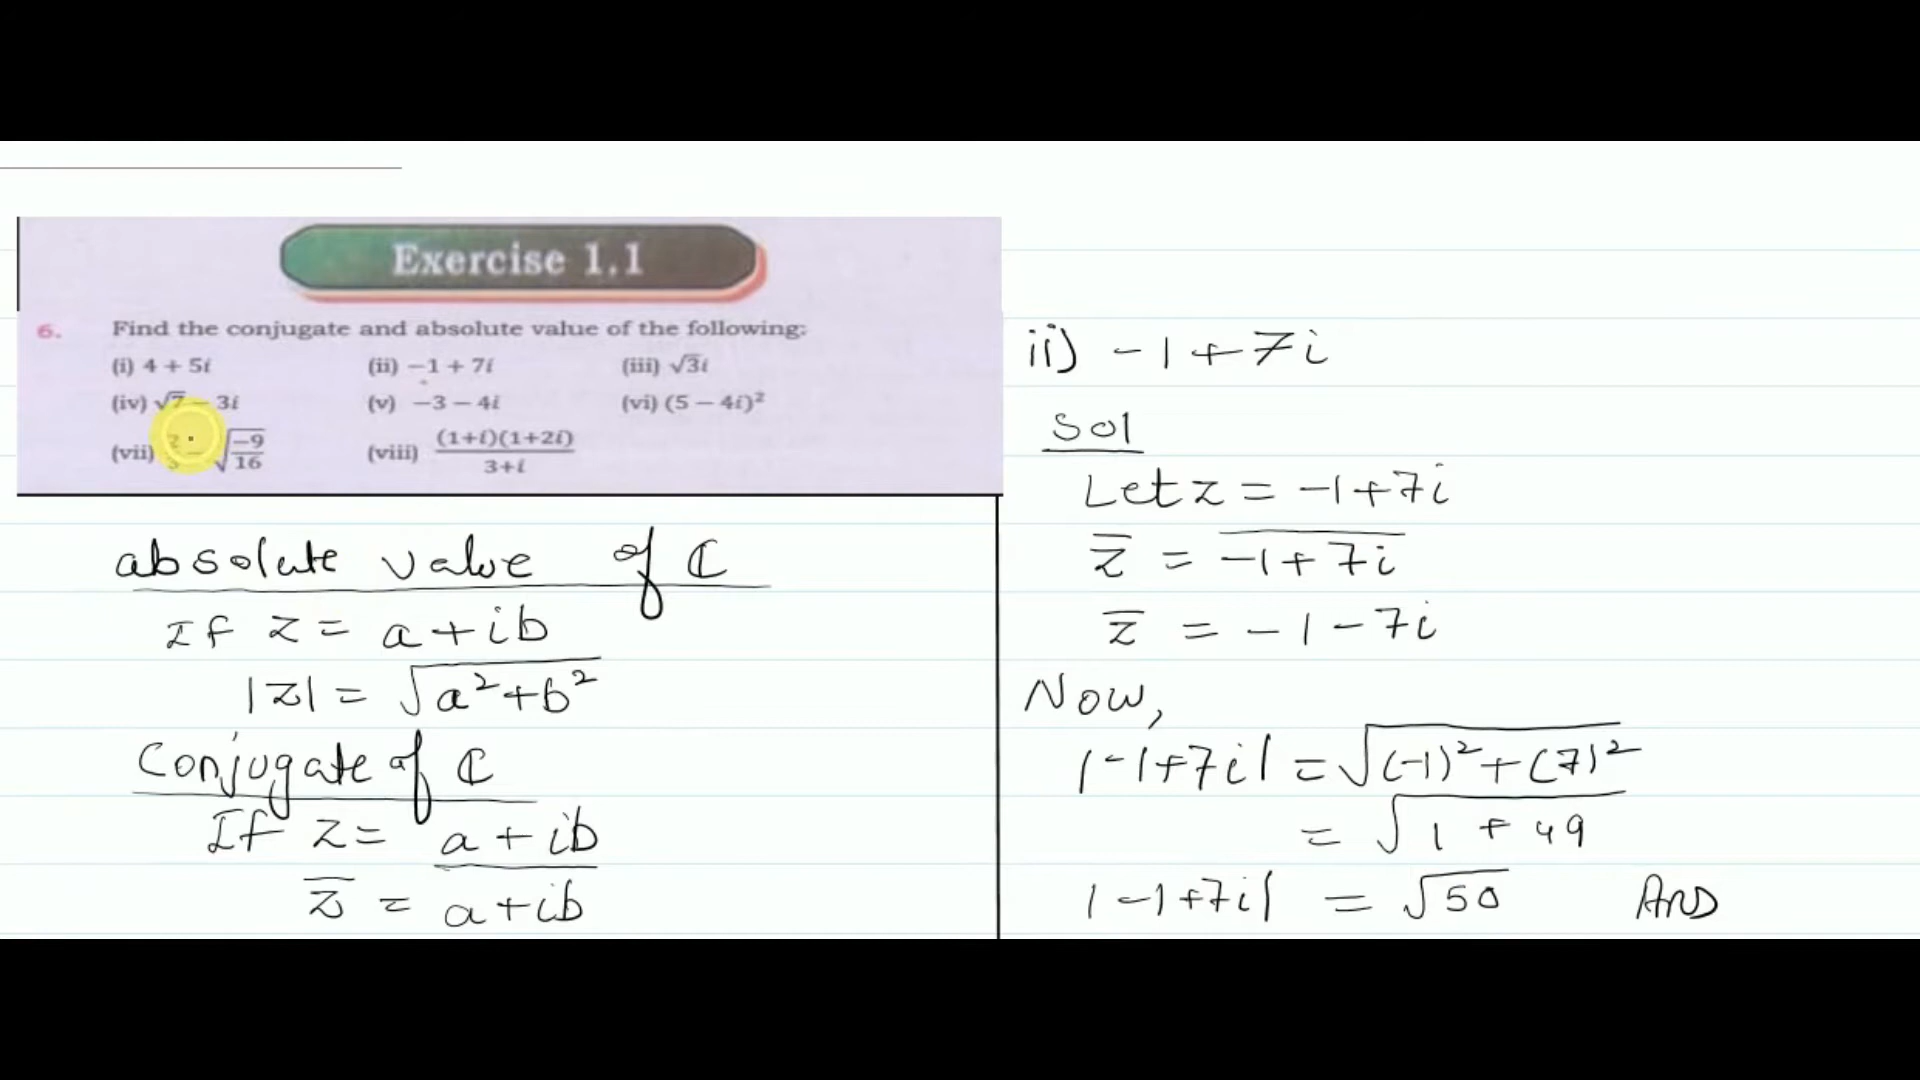 Exercise 1.1
6. Find the conjugate and absolute value of the following:
(i) 4 + 5i (ii) −1 + 7i (iii) √3i
(iv) √7 − 3i (v) −3 − 4i (vi) (5 − 4i)²
(vii) − √(−9/16) (viii) (1+i)(1+2i)/3+i
absolute value of ℂ
If z = a+ib
|z| = √a²+b²
Conjugate of ℂ
If z = a+ib
z̅ = a+ib
ii) -1+7i
Sol
Let z = -1+7i
z̅ = -1+7i
z̅ = -1-7i
Now,
|-1+7i| = √(-1)²+(7)²
= √1 + 49
|-1+7i| = √50 Ans